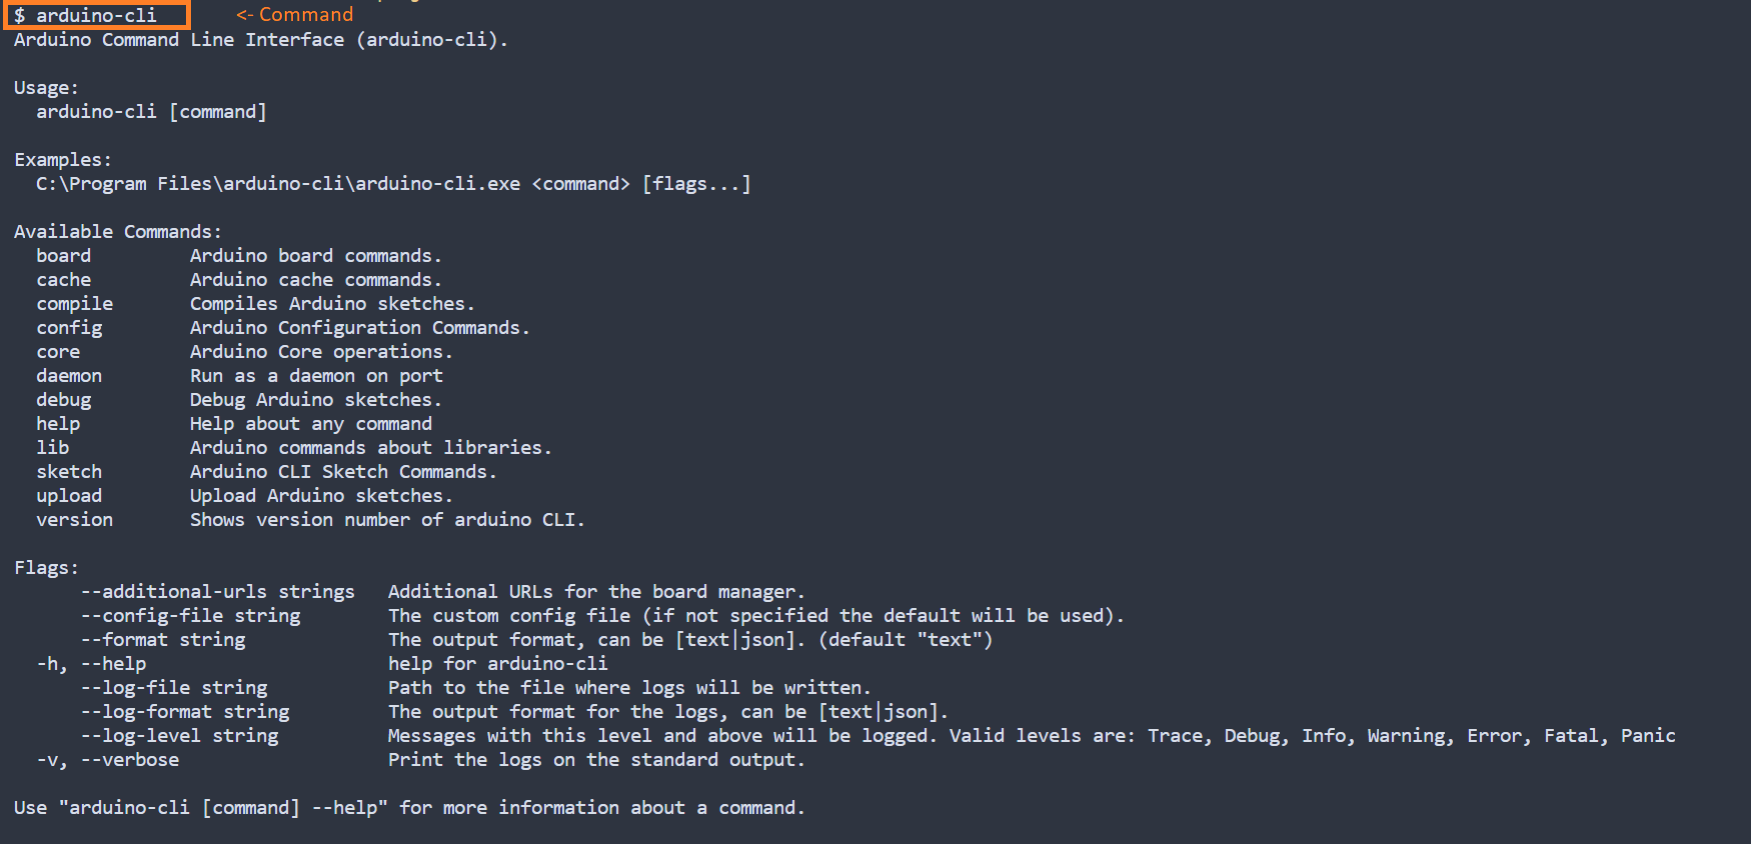 $ arduino-cli <- Command
Arduino Command Line Interface (arduino-cli).
Usage:
arduino-cli [command]
Examples:
C:\Program Files\arduino-cli\arduino-cli.exe <command> [flags...]
Available Commands:
board Arduino board commands.
cache Arduino cache commands.
compile Compiles Arduino sketches.
config Arduino Configuration Commands.
core Arduino Core operations.
daemon Run as a daemon on port
debug Debug Arduino sketches.
help Help about any command
lib Arduino commands about libraries.
sketch Arduino CLI Sketch Commands.
upload Upload Arduino sketches.
version Shows version number of arduino CLI.
Flags:
--additional-urls strings Additional URLs for the board manager.
--config-file string The custom config file (if not specified the default will be used).
--format string The output format, can be [text|json]. (default "text")
-h, --help help for arduino-cli
--log-file string Path to the file where logs will be written.
--log-format string The output format for the logs, can be [text|json].
--log-level string Messages with this level and above will be logged. Valid levels are: Trace, Debug, Info, Warning, Error, Fatal, Panic
-v, --verbose Print the logs on the standard output.
Use "arduino-cli [command] --help" for more information about a command.